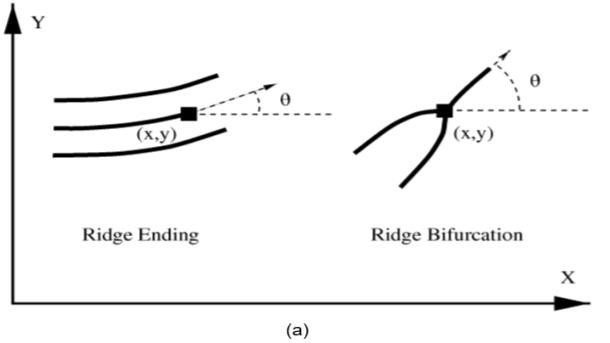 Y
θ
θ
(x,y)
(x,y)
Ridge Ending
Ridge Bifurcation
X
(a)